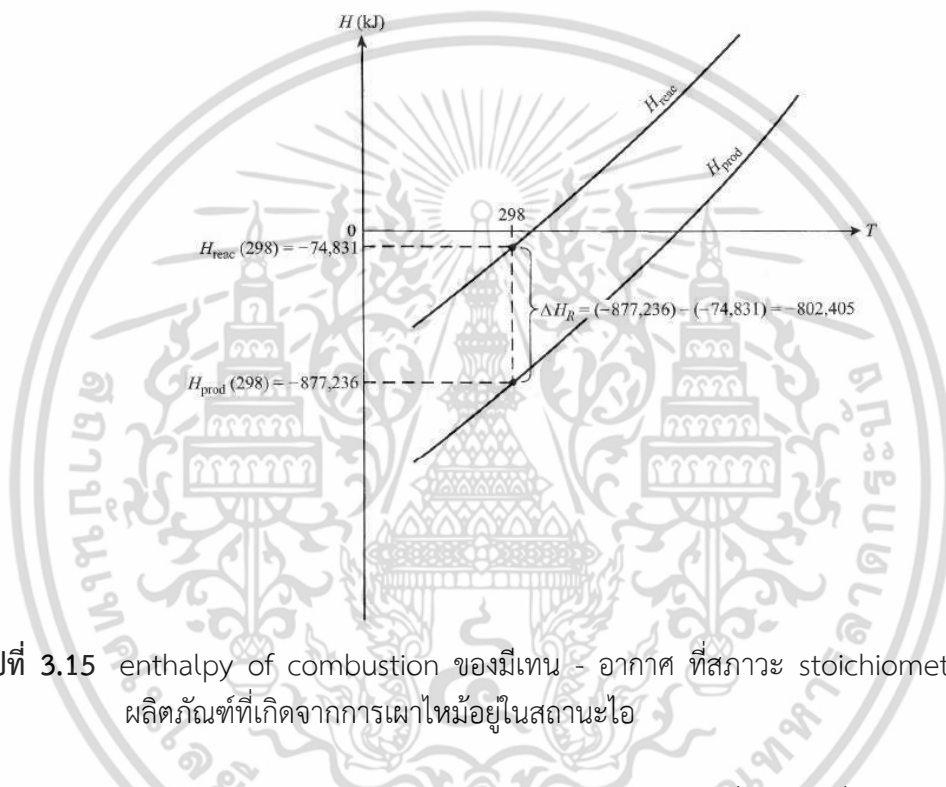 H (kJ)
H_reac
H_prod
298
0
T
H_reac (298) = −74,831
ΔH_R = (−877,236) − (−74,831) = −802,405
H_prod (298) = −877,236
ปที่ 3.15 enthalpy of combustion ของมีเทน - อากาศ ที่สภาวะ stoichiomet
ผลิตภัณฑ์ที่เกิดจากการเผาไหม้อยู่ในสถานะไอ